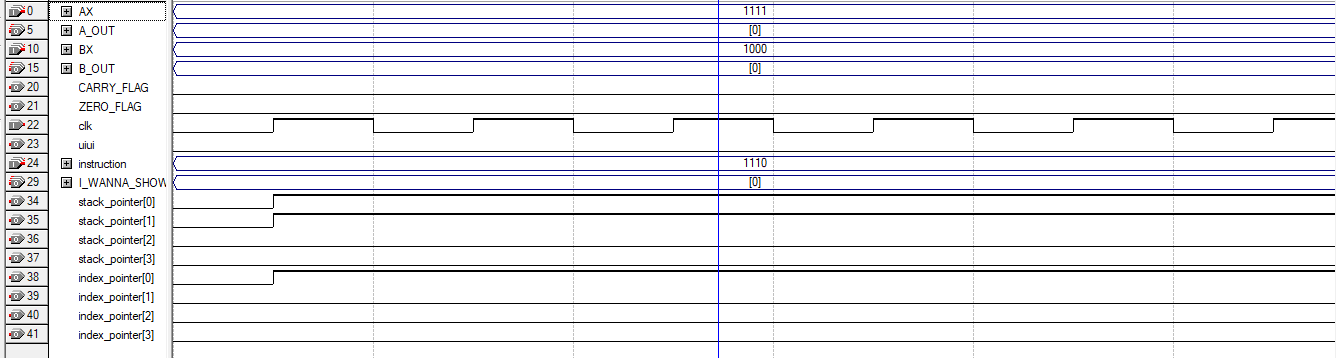 0 AX 1111
5 A_OUT [0]
10 BX 1000
15 B_OUT [0]
20 CARRY_FLAG
21 ZERO_FLAG
22 clk
23 uiui
24 instruction 1110
29 I_WANNA_SHOW [0]
34 stack_pointer[0]
35 stack_pointer[1]
36 stack_pointer[2]
37 stack_pointer[3]
38 index_pointer[0]
39 index_pointer[1]
40 index_pointer[2]
41 index_pointer[3]